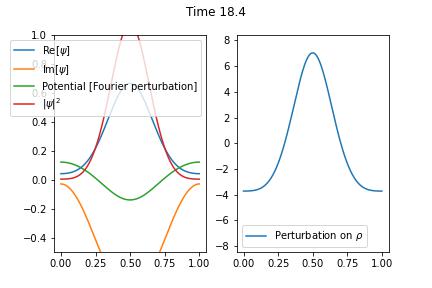 Time 18.4
1.0
0.8
0.6
0.4
0.2
0.0
−0.2
−0.4
Re[ψ]
Im[ψ]
Potential [Fourier perturbation]
|ψ|²
0.00 0.25 0.50 0.75 1.00
8
6
4
2
0
−2
−4
−6
−8
Perturbation on ρ
0.00 0.25 0.50 0.75 1.00